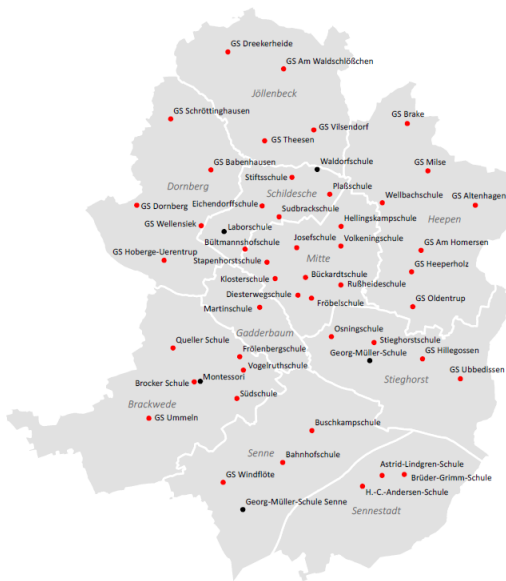 GS Dreekerheide
GS Am Waldschlößchen
Jöllenbeck
GS Schröttinghausen
GS Brake
GS Vilsendorf
GS Theesen
GS Babenhausen
Waldorfschule
GS Milse
Stiftsschule
Dornberg
Schildesche
Plaßschule
Wellbachschule
GS Altenhagen
GS Dornberg
Eichendorffschule
Sudbrackschule
Heepen
GS Wellensiek
Laborschule
Hellingskampschule
Bültmannshofschule
Josefschule
Volkeningschule
GS Am Homersen
GS Hoberge-Uerentrup
Stapenhorstschule
Mitte
GS Heeperholz
Klosterschule
Bückardtschule
Rußheideschule
Diesterwegschule
Fröbelschule
GS Oldentrup
Martinschule
Gadderbaum
Osningschule
Stieghorstschule
Queller Schule
Frölenbergschule
Georg-Müller-Schule
GS Hillegossen
Vogelruthschule
GS Ubbedissen
Brocker Schule
Montessori
Stieghorst
Südschule
Brackwede
GS Ummeln
Buschkampschule
Senne
Bahnhofschule
Astrid-Lindgren-Schule
GS Windflöte
Brüder-Grimm-Schule
H.-C.-Andersen-Schule
Georg-Müller-Schule Senne
Sennestadt